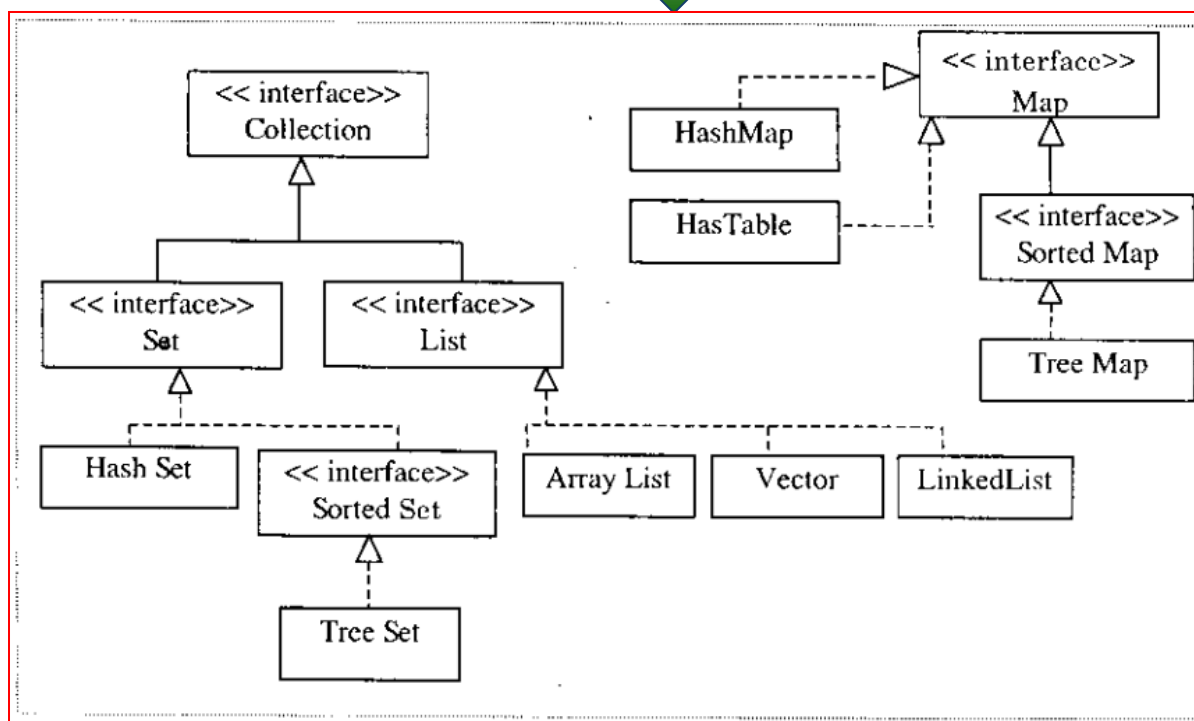 << interface>>
Collection
<< interface>>
Set
<< interface>>
List
Hash Set
<< interface>>
Sorted Set
Tree Set
Array List
Vector
LinkedList
<< interface>>
Map
HashMap
HasTable
<< interface>>
Sorted Map
Tree Map